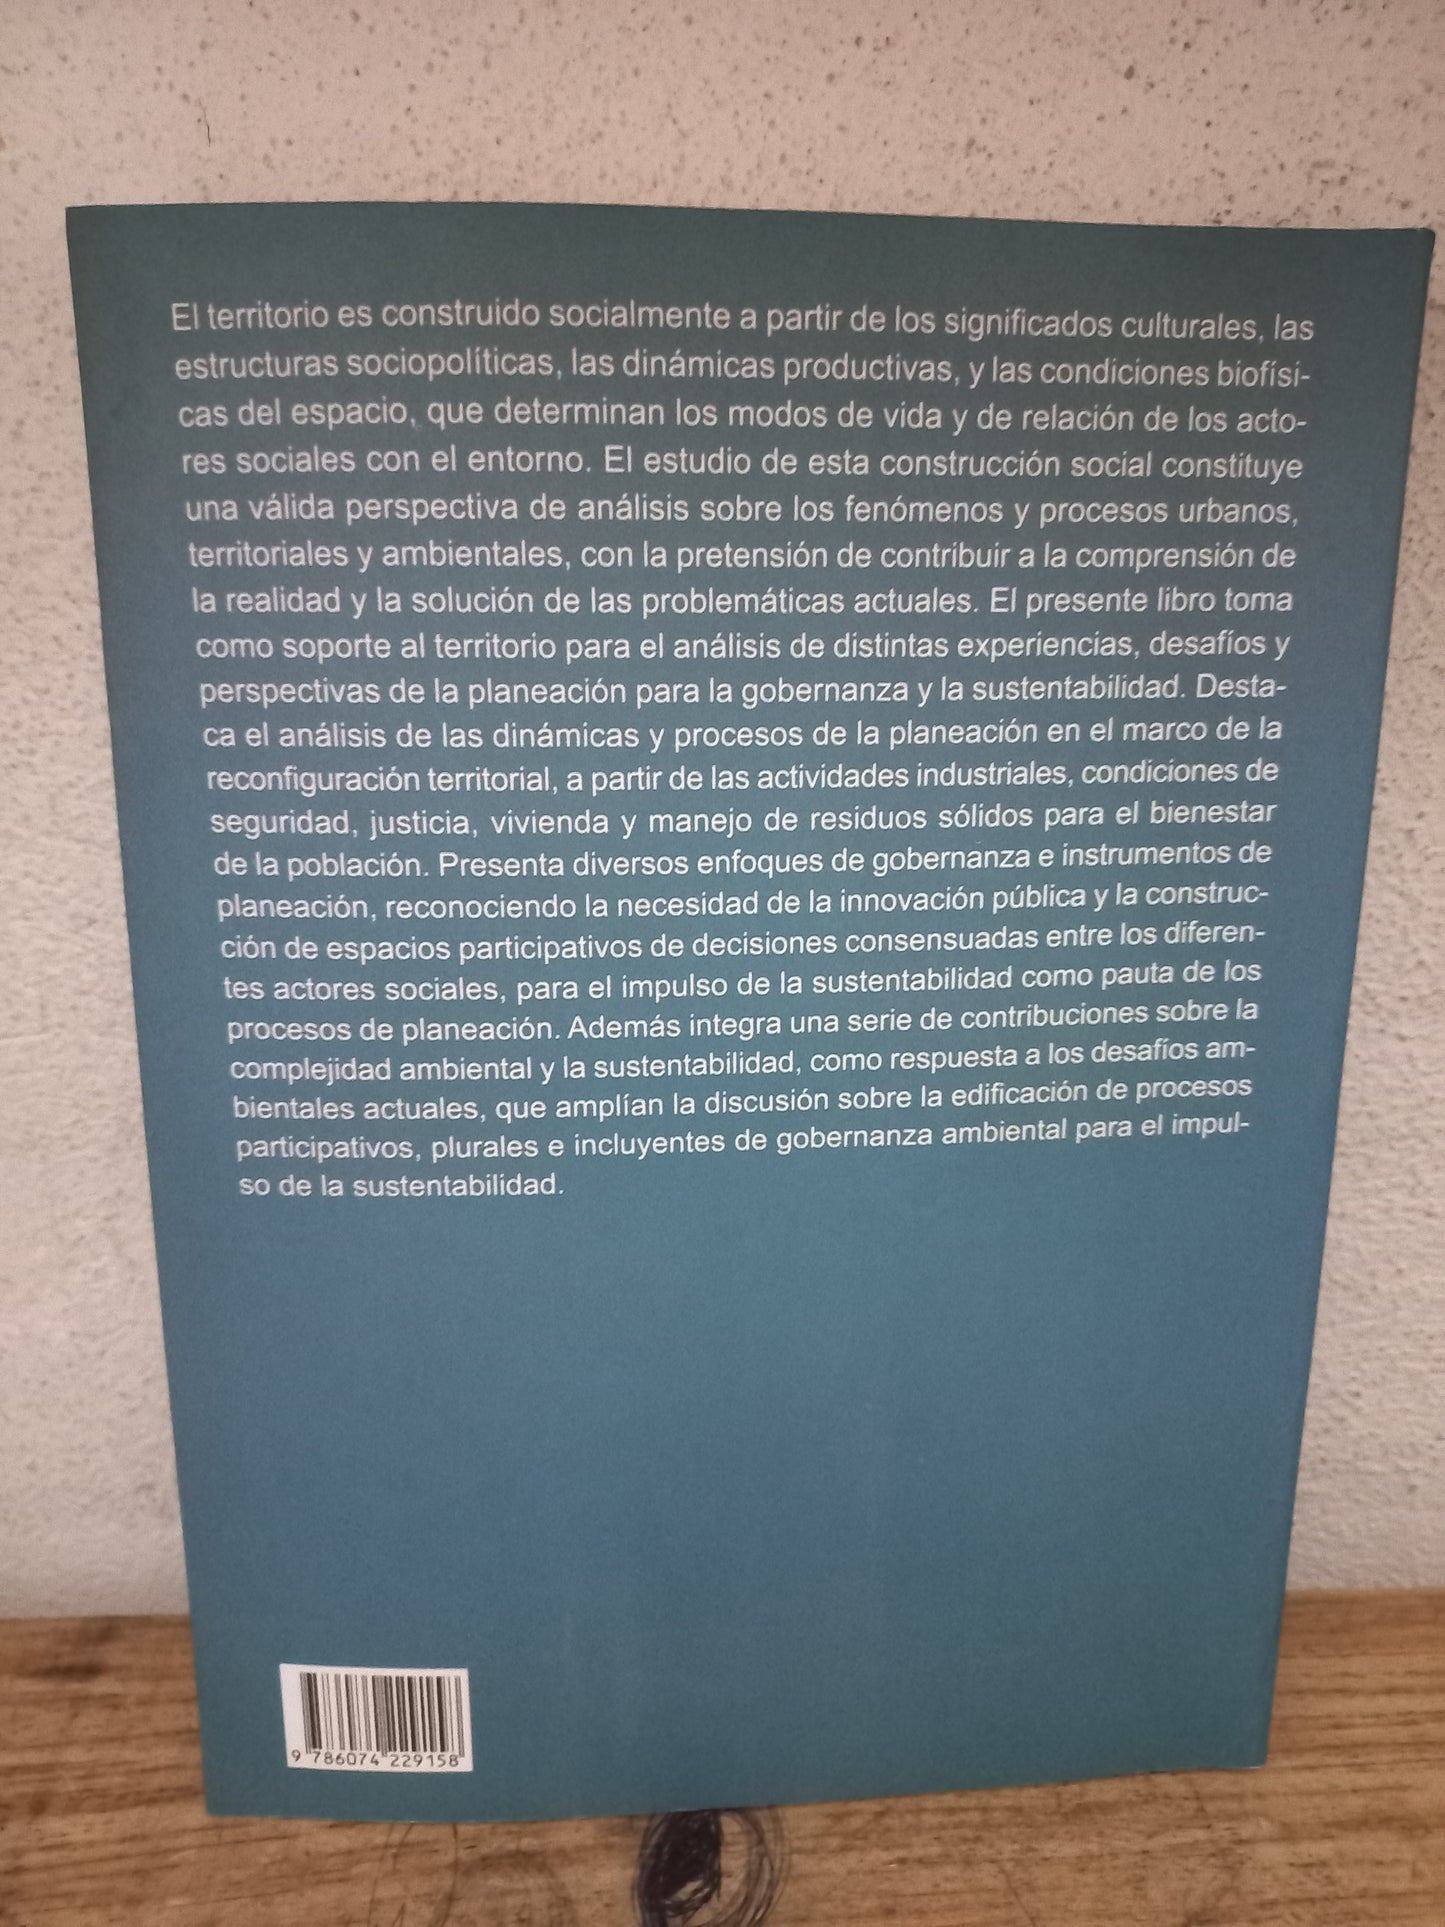 El territorio es construido socialmente a partir de los significados culturales, las
estructuras sociopolíticas, las dinámicas productivas, y las condiciones biofísi-
cas del espacio, que determinan los modos de vida y de relación de los acto-
res sociales con el entorno. El estudio de esta construcción social constituye
una válida perspectiva de análisis sobre los fenómenos y procesos urbanos,
territoriales y ambientales, con la pretensión de contribuir a la comprensión de
la realidad y la solución de las problemáticas actuales. El presente libro toma
como soporte al territorio para el análisis de distintas experiencias, desafíos y
perspectivas de la planeación para la gobernanza y la sustentabilidad. Desta-
ca el análisis de las dinámicas y procesos de la planeación en el marco de la
reconfiguración territorial, a partir de las actividades industriales, condiciones de
seguridad, justicia, vivienda y manejo de residuos sólidos para el bienestar
de la población. Presenta diversos enfoques de gobernanza e instrumentos de
planeación, reconociendo la necesidad de la innovación pública y la construc-
ción de espacios participativos de decisiones consensuadas entre los diferen-
tes actores sociales, para el impulso de la sustentabilidad como pauta de los
procesos de planeación. Además integra una serie de contribuciones sobre la
complejidad ambiental y la sustentabilidad, como respuesta a los desafíos am-
bientales actuales, que amplían la discusión sobre la edificación de procesos
participativos, plurales e incluyentes de gobernanza ambiental para el impul-
so de la sustentabilidad.
9 786074 229158